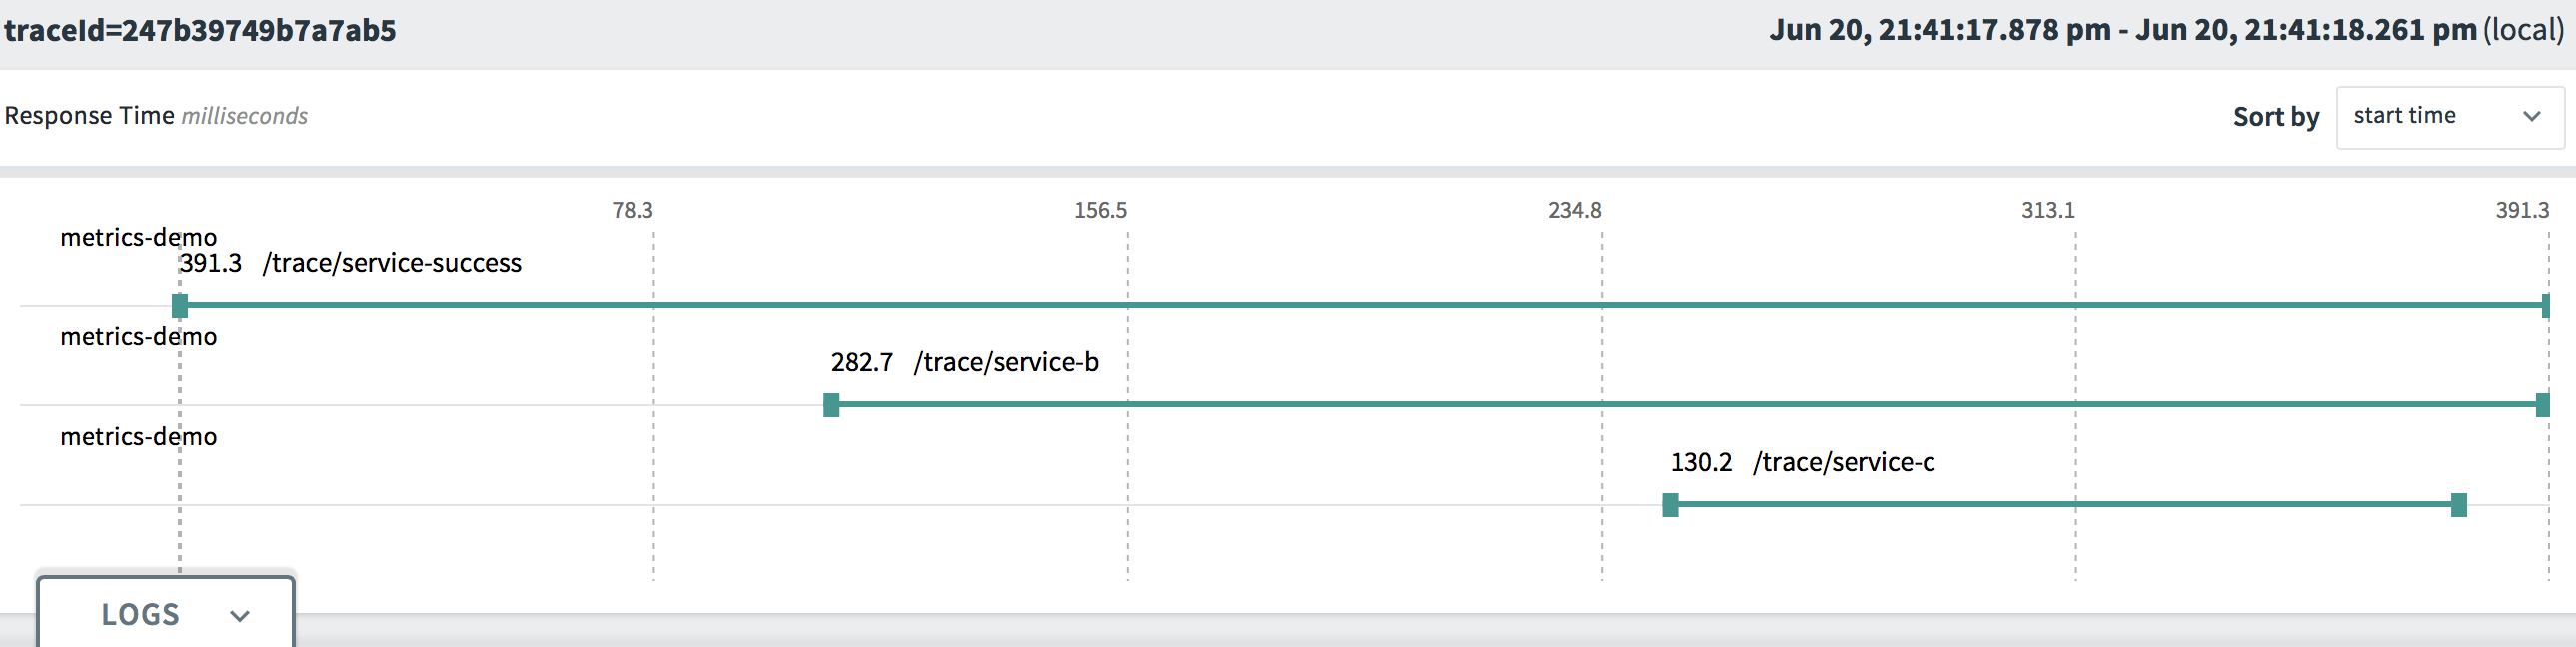 traceId=247b39749b7a7ab5
Jun 20, 21:41:17.878 pm - Jun 20, 21:41:18.261 pm (local)
Response Time milliseconds
Sort by start time
78.3 156.5 234.8 313.1 391.3
metrics-demo
391.3 /trace/service-success
metrics-demo
282.7 /trace/service-b
metrics-demo
130.2 /trace/service-c
LOGS